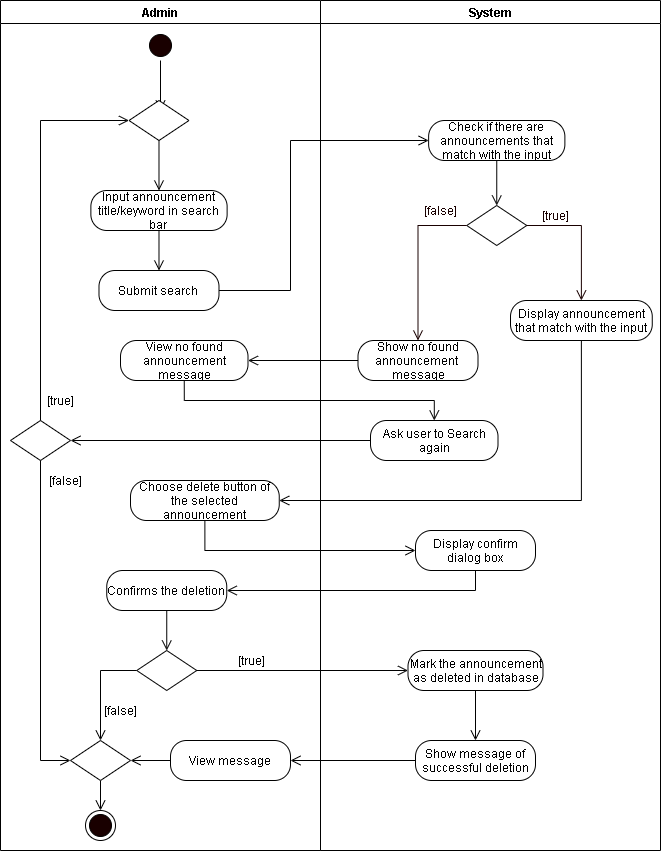 Admin
System
Check if there are
announcements that
match with the input
Input announcement
title/keyword in search
bar
[false]
[true]
Submit search
Display announcement
that match with the input
View no found
announcement
message
Show no found
announcement
message
[true]
Ask user to Search
again
[false]
Choose delete button of
the selected
announcement
Display confirm
dialog box
Confirms the deletion
[true]
Mark the announcement
as deleted in database
[false]
View message
Show message of
successful deletion